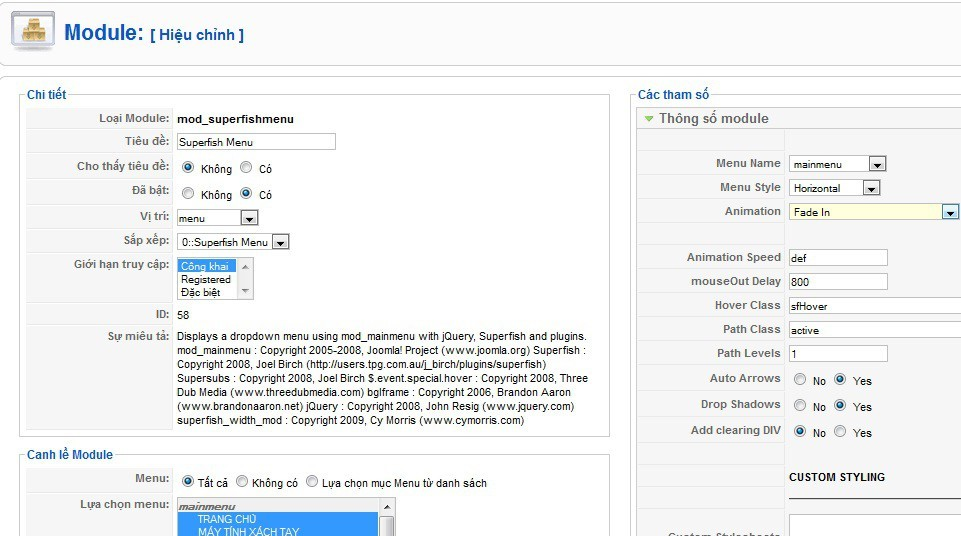 Module: [ Hiệu chỉnh ]
Chi tiết
Loại Module: mod_superfishmenu
Tiêu đề: Superfish Menu
Cho thấy tiêu đề: Không Có
Đã bật: Không Có
Vị trí: menu
Sắp xếp: 0::Superfish Menu
Giới hạn truy cập: Công khai
Registered
Đặc biệt
ID: 58
Sự miêu tả: Displays a dropdown menu using mod_mainmenu with jQuery, Superfish and plugins.
mod_mainmenu : Copyright 2005-2008, Joomla! Project (www.joomla.org) Superfish :
Copyright 2008, Joel Birch (http://users.tpg.com.au/j_birch/plugins/superfish)
Supersubs : Copyright 2008, Joel Birch $.event.special.hover : Copyright 2008, Three
Dub Media (www.threedubmedia.com) bgIframe : Copyright 2006, Brandon Aaron
(www.brandonaaron.net) jQuery : Copyright 2008, John Resig (www.jquery.com)
superfish_width_mod : Copyright 2009, Cy Morris (www.cymorris.com)
Canh lề Module
Menu: Tất cả Không có Lựa chọn mục Menu từ danh sách
Lựa chọn menu: mainmenu
TRANG CHỦ
MÁY TÍNH XÁCH TAY
Các tham số
Thông số module
Menu Name mainmenu
Menu Style Horizontal
Animation Fade In
Animation Speed def
mouseOut Delay 800
Hover Class sfHover
Path Class active
Path Levels 1
Auto Arrows No Yes
Drop Shadows No Yes
Add clearing DIV No Yes
CUSTOM STYLING
Custom Stylesheets